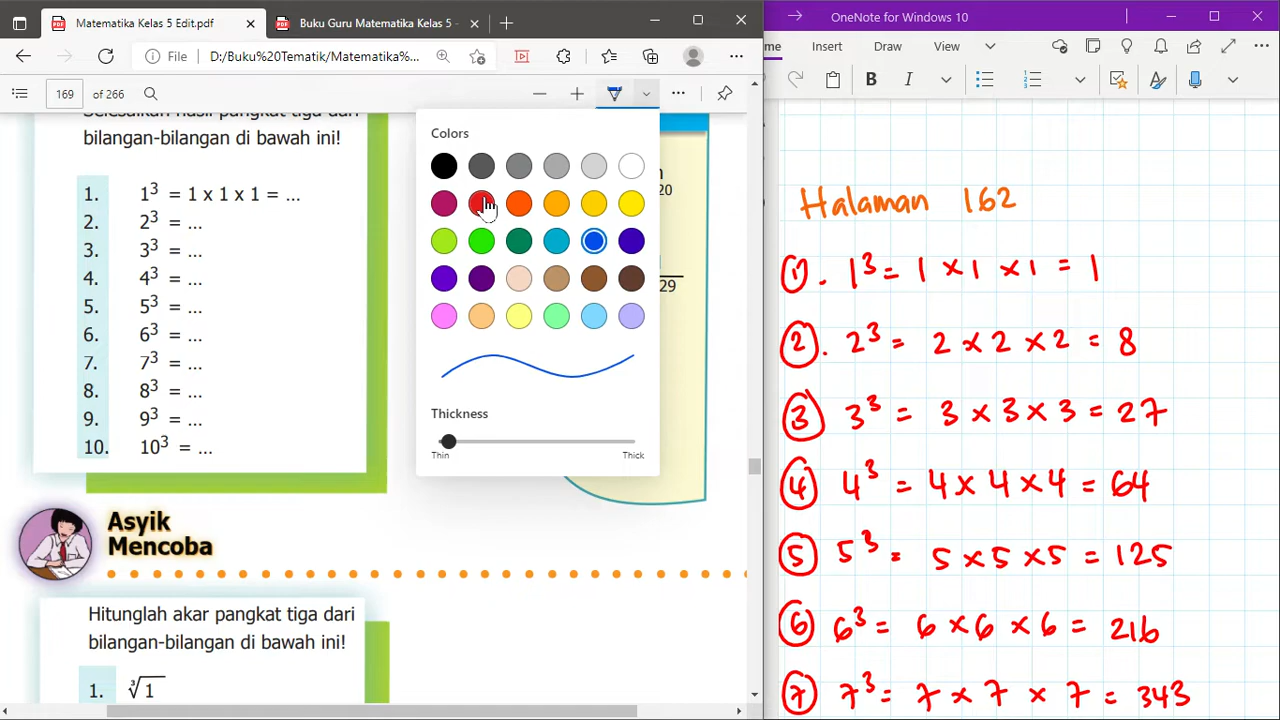 Matematika Kelas 5 Edit.pdf
Buku Guru Matematika Kelas 5 -
File
D:/Buku%20Tematik/Matematika%...
169 of 266
bilangan-bilangan di bawah ini!
1. 1³ = 1 x 1 x 1 = ...
2. 2³ = ...
3. 3³ = ...
4. 4³ = ...
5. 5³ = ...
6. 6³ = ...
7. 7³ = ...
8. 8³ = ...
9. 9³ = ...
10. 10³ = ...
Asyik
Mencoba
Hitunglah akar pangkat tiga dari
bilangan-bilangan di bawah ini!
1. ∛1
Colors
Thickness
Thin
Thick
20
29
OneNote for Windows 10
me Insert Draw View
B I
Halaman 162
1. 1³ = 1 x 1 x 1 = 1
2. 2³ = 2 x 2 x 2 = 8
3 3³ = 3 x 3 x 3 = 27
4 4³ = 4 x 4 x 4 = 64
5 5³ = 5 x 5 x 5 = 125
6 6³ = 6 x 6 x 6 = 216
7 7³ = 7 x 7 x 7 = 343